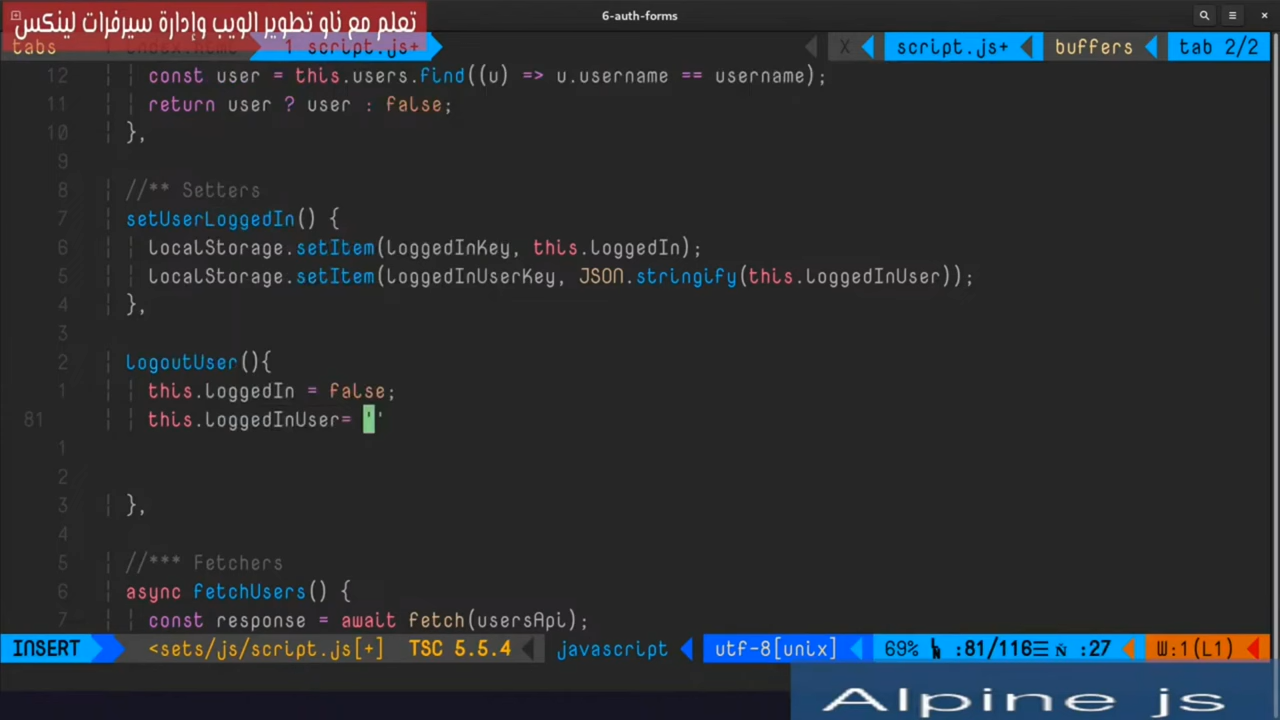 6-auth-forms
تعلم مع ناو تطوير الويب وإدارة سيرفرات لينكس
tabs index.html 1 script.js+ X script.js+ buffers tab 2/2
12 const user = this.users.find((u) => u.username == username);
11 return user ? user : false;
10 },
9
8 //** Setters
7 setUserLoggedIn() {
6 localStorage.setItem(loggedInKey, this.loggedIn);
5 localStorage.setItem(loggedInUserKey, JSON.stringify(this.loggedInUser));
4 },
3
2 logoutUser(){
1 this.loggedIn = false;
81 this.loggedInUser= ''
1
2
3 },
4
5 //*** Fetchers
6 async fetchUsers() {
7 const response = await fetch(usersApi);
INSERT <sets/js/script.js[+] TSC 5.5.4 javascript utf-8[unix] 69% :81/116☰ :27 W:1(L1)
Alpine js